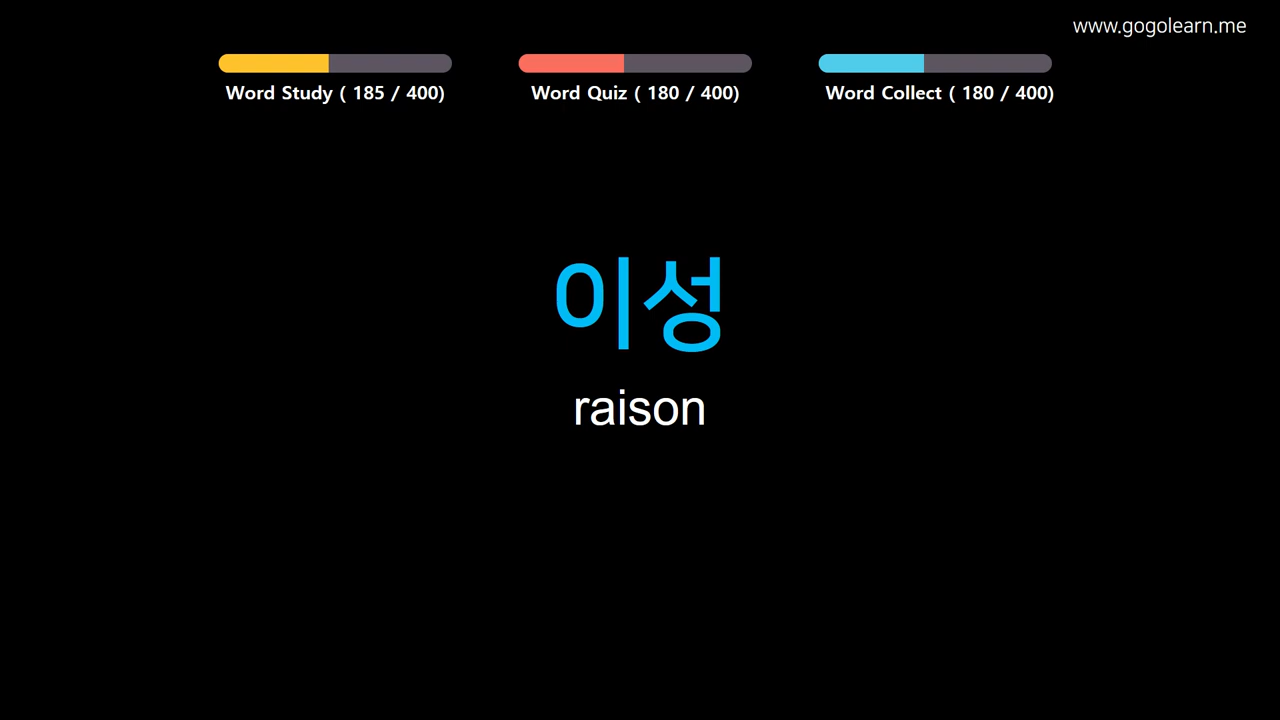 www.gogolearn.me
Word Study ( 185 / 400)
Word Quiz ( 180 / 400)
Word Collect ( 180 / 400)
이성
raison